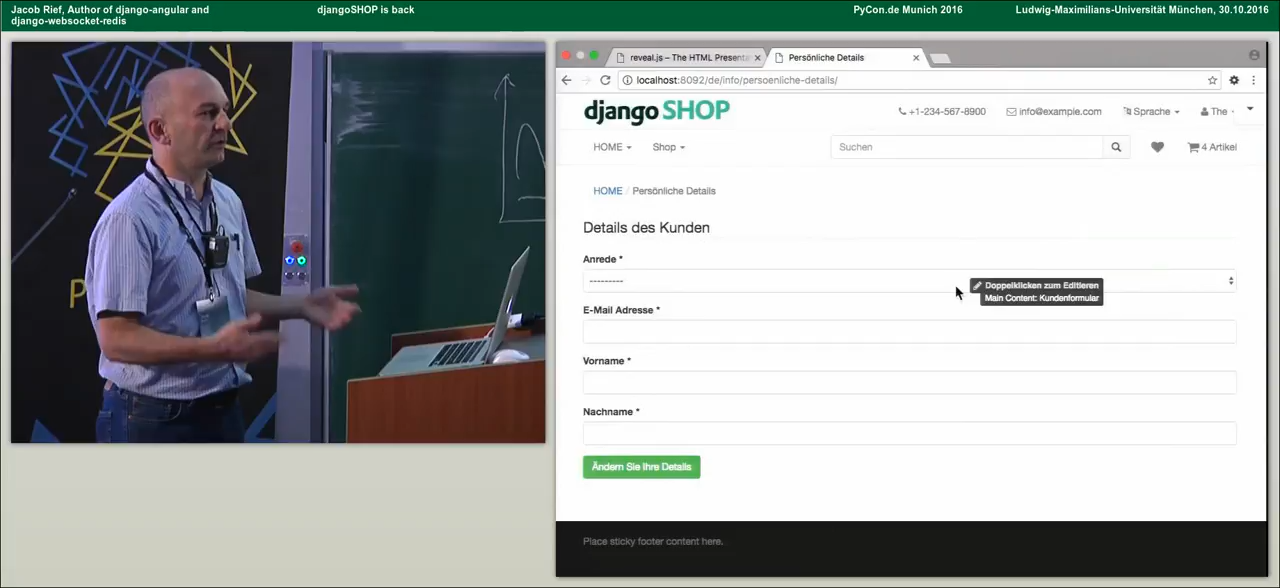 Jacob Rief, Author of django-angular and
django-websocket-redis
djangoSHOP is back
PyCon.de Munich 2016
Ludwig-Maximilians-Universität München, 30.10.2016
P
reveal.js – The HTML Presenta
Persönliche Details
localhost:8092/de/info/persoenliche-details/
django SHOP
+1-234-567-8900
info@example.com
Sprache
The
HOME
Shop
Suchen
4 Artikel
HOME / Persönliche Details
Details des Kunden
Anrede *
---------
Doppelklicken zum Editieren
Main Content: Kundenformular
E-Mail Adresse *
Vorname *
Nachname *
Ändern Sie Ihre Details
Place sticky footer content here.